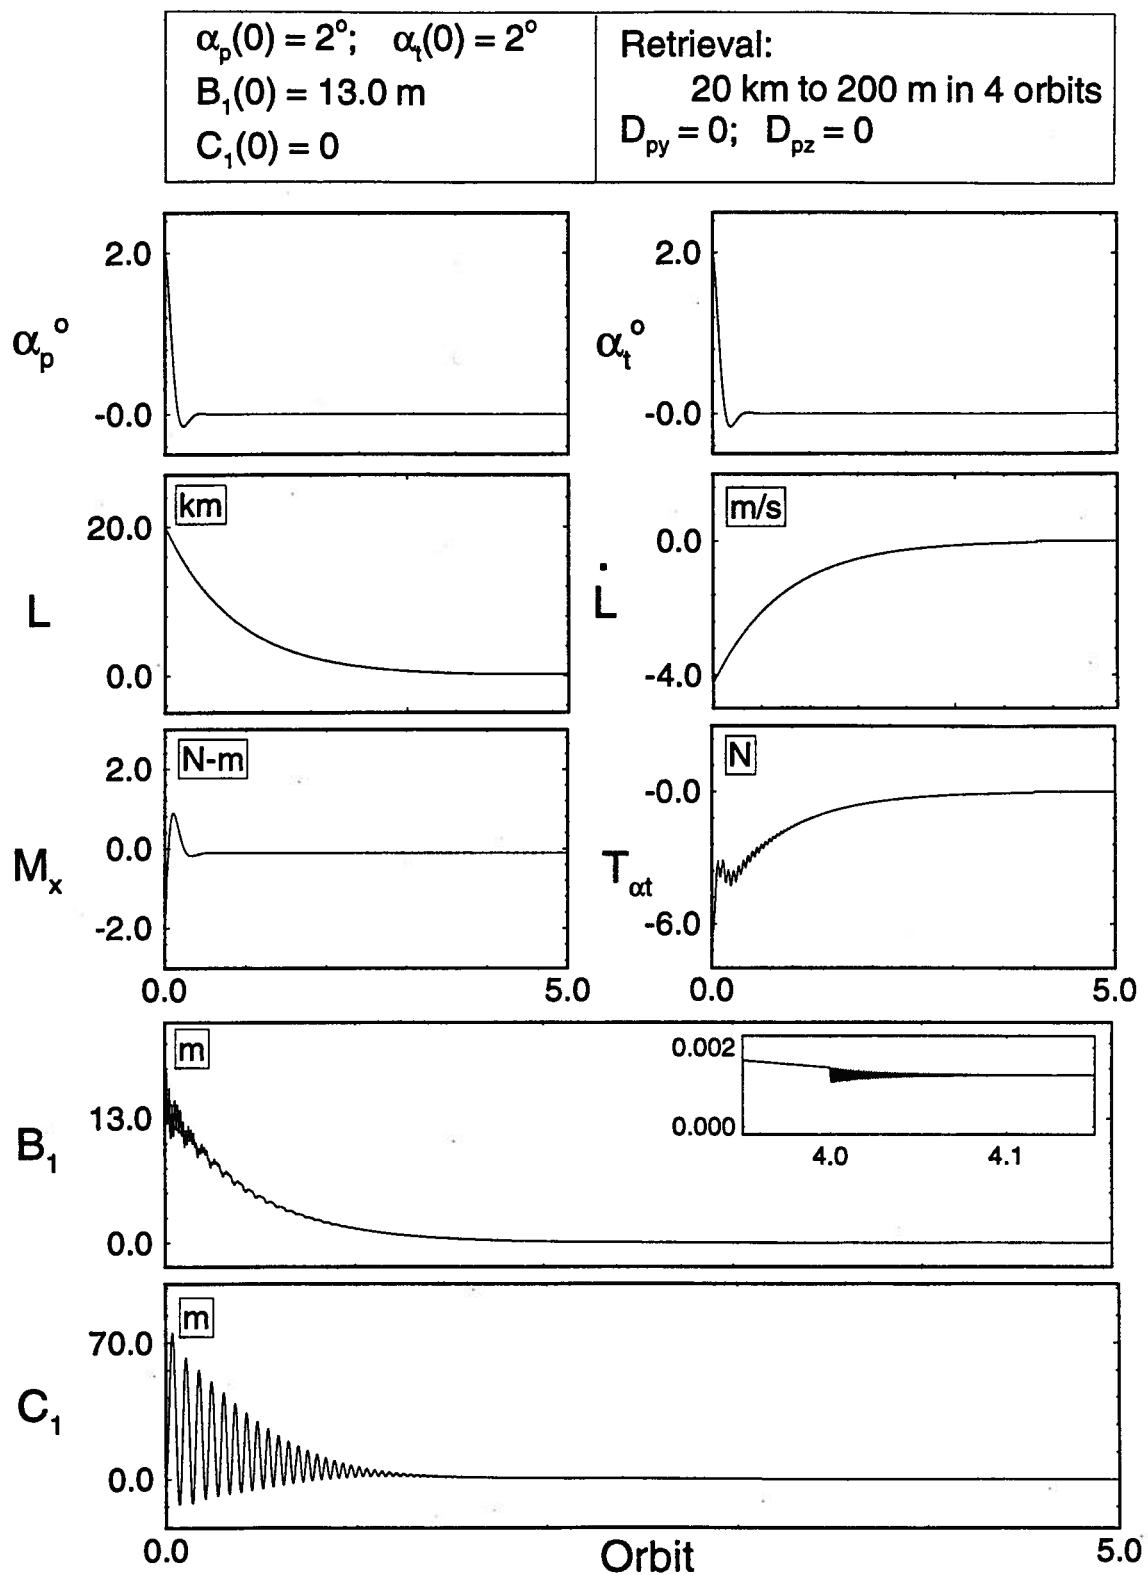 αp(0) = 2°; αt(0) = 2°
B1(0) = 13.0 m
C1(0) = 0
Retrieval:
20 km to 200 m in 4 orbits
Dpy = 0; Dpz = 0
2.0
αp°
-0.0
2.0
αt°
-0.0
km
20.0
L
0.0
m/s
0.0
L̇
-4.0
N-m
2.0
0.0
Mx
-2.0
0.0 5.0
N
-0.0
Tαt
-6.0
0.0 5.0
m
13.0
B1
0.0
0.002
0.000
4.0 4.1
m
70.0
C1
0.0
0.0 Orbit 5.0